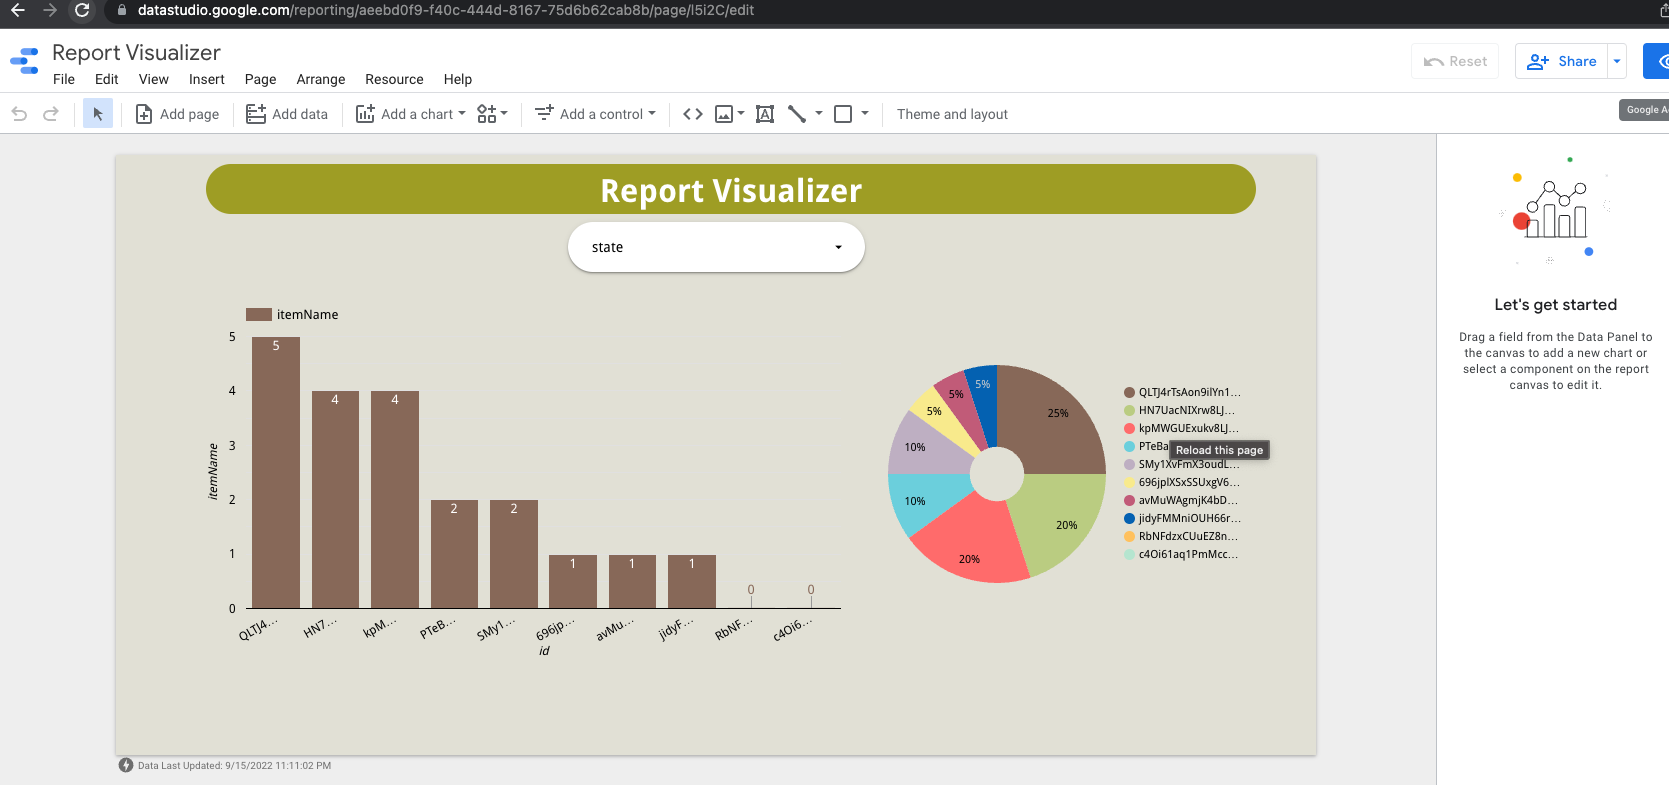 datastudio.google.com/reporting/aeebd0f9-f40c-444d-8167-75d6b62cab8b/page/I5i2C/edit
Report Visualizer
File Edit View Insert Page Arrange Resource Help
Reset
Share
Add page
Add data
Add a chart
Add a control
Theme and layout
Google A
Report Visualizer
state
itemName
5
4
3
2
1
0
itemName
5
4
4
2
2
1
1
1
0
0
QLTJ4...
HN7...
kpM...
PTeB...
SMy1...
696jp...
avMu...
jidyF...
RbNF...
c4Oi6...
id
25%
20%
20%
10%
10%
5%
5%
5%
QLTJ4rTsAon9ilYn1...
HN7UacNIXrw8LJ...
kpMWGUExukv8LJ...
PTeBa
Reload this page
SMy1XvFmX3oudL...
696jplXSxSSUxgV6...
avMuWAgmjK4bD...
jidyFMMniOUH66r...
RbNFdzxCUuEZ8n...
c4Oi61aq1PmMcc...
Data Last Updated: 9/15/2022 11:11:02 PM
Let's get started
Drag a field from the Data Panel to
the canvas to add a new chart or
select a component on the report
canvas to edit it.